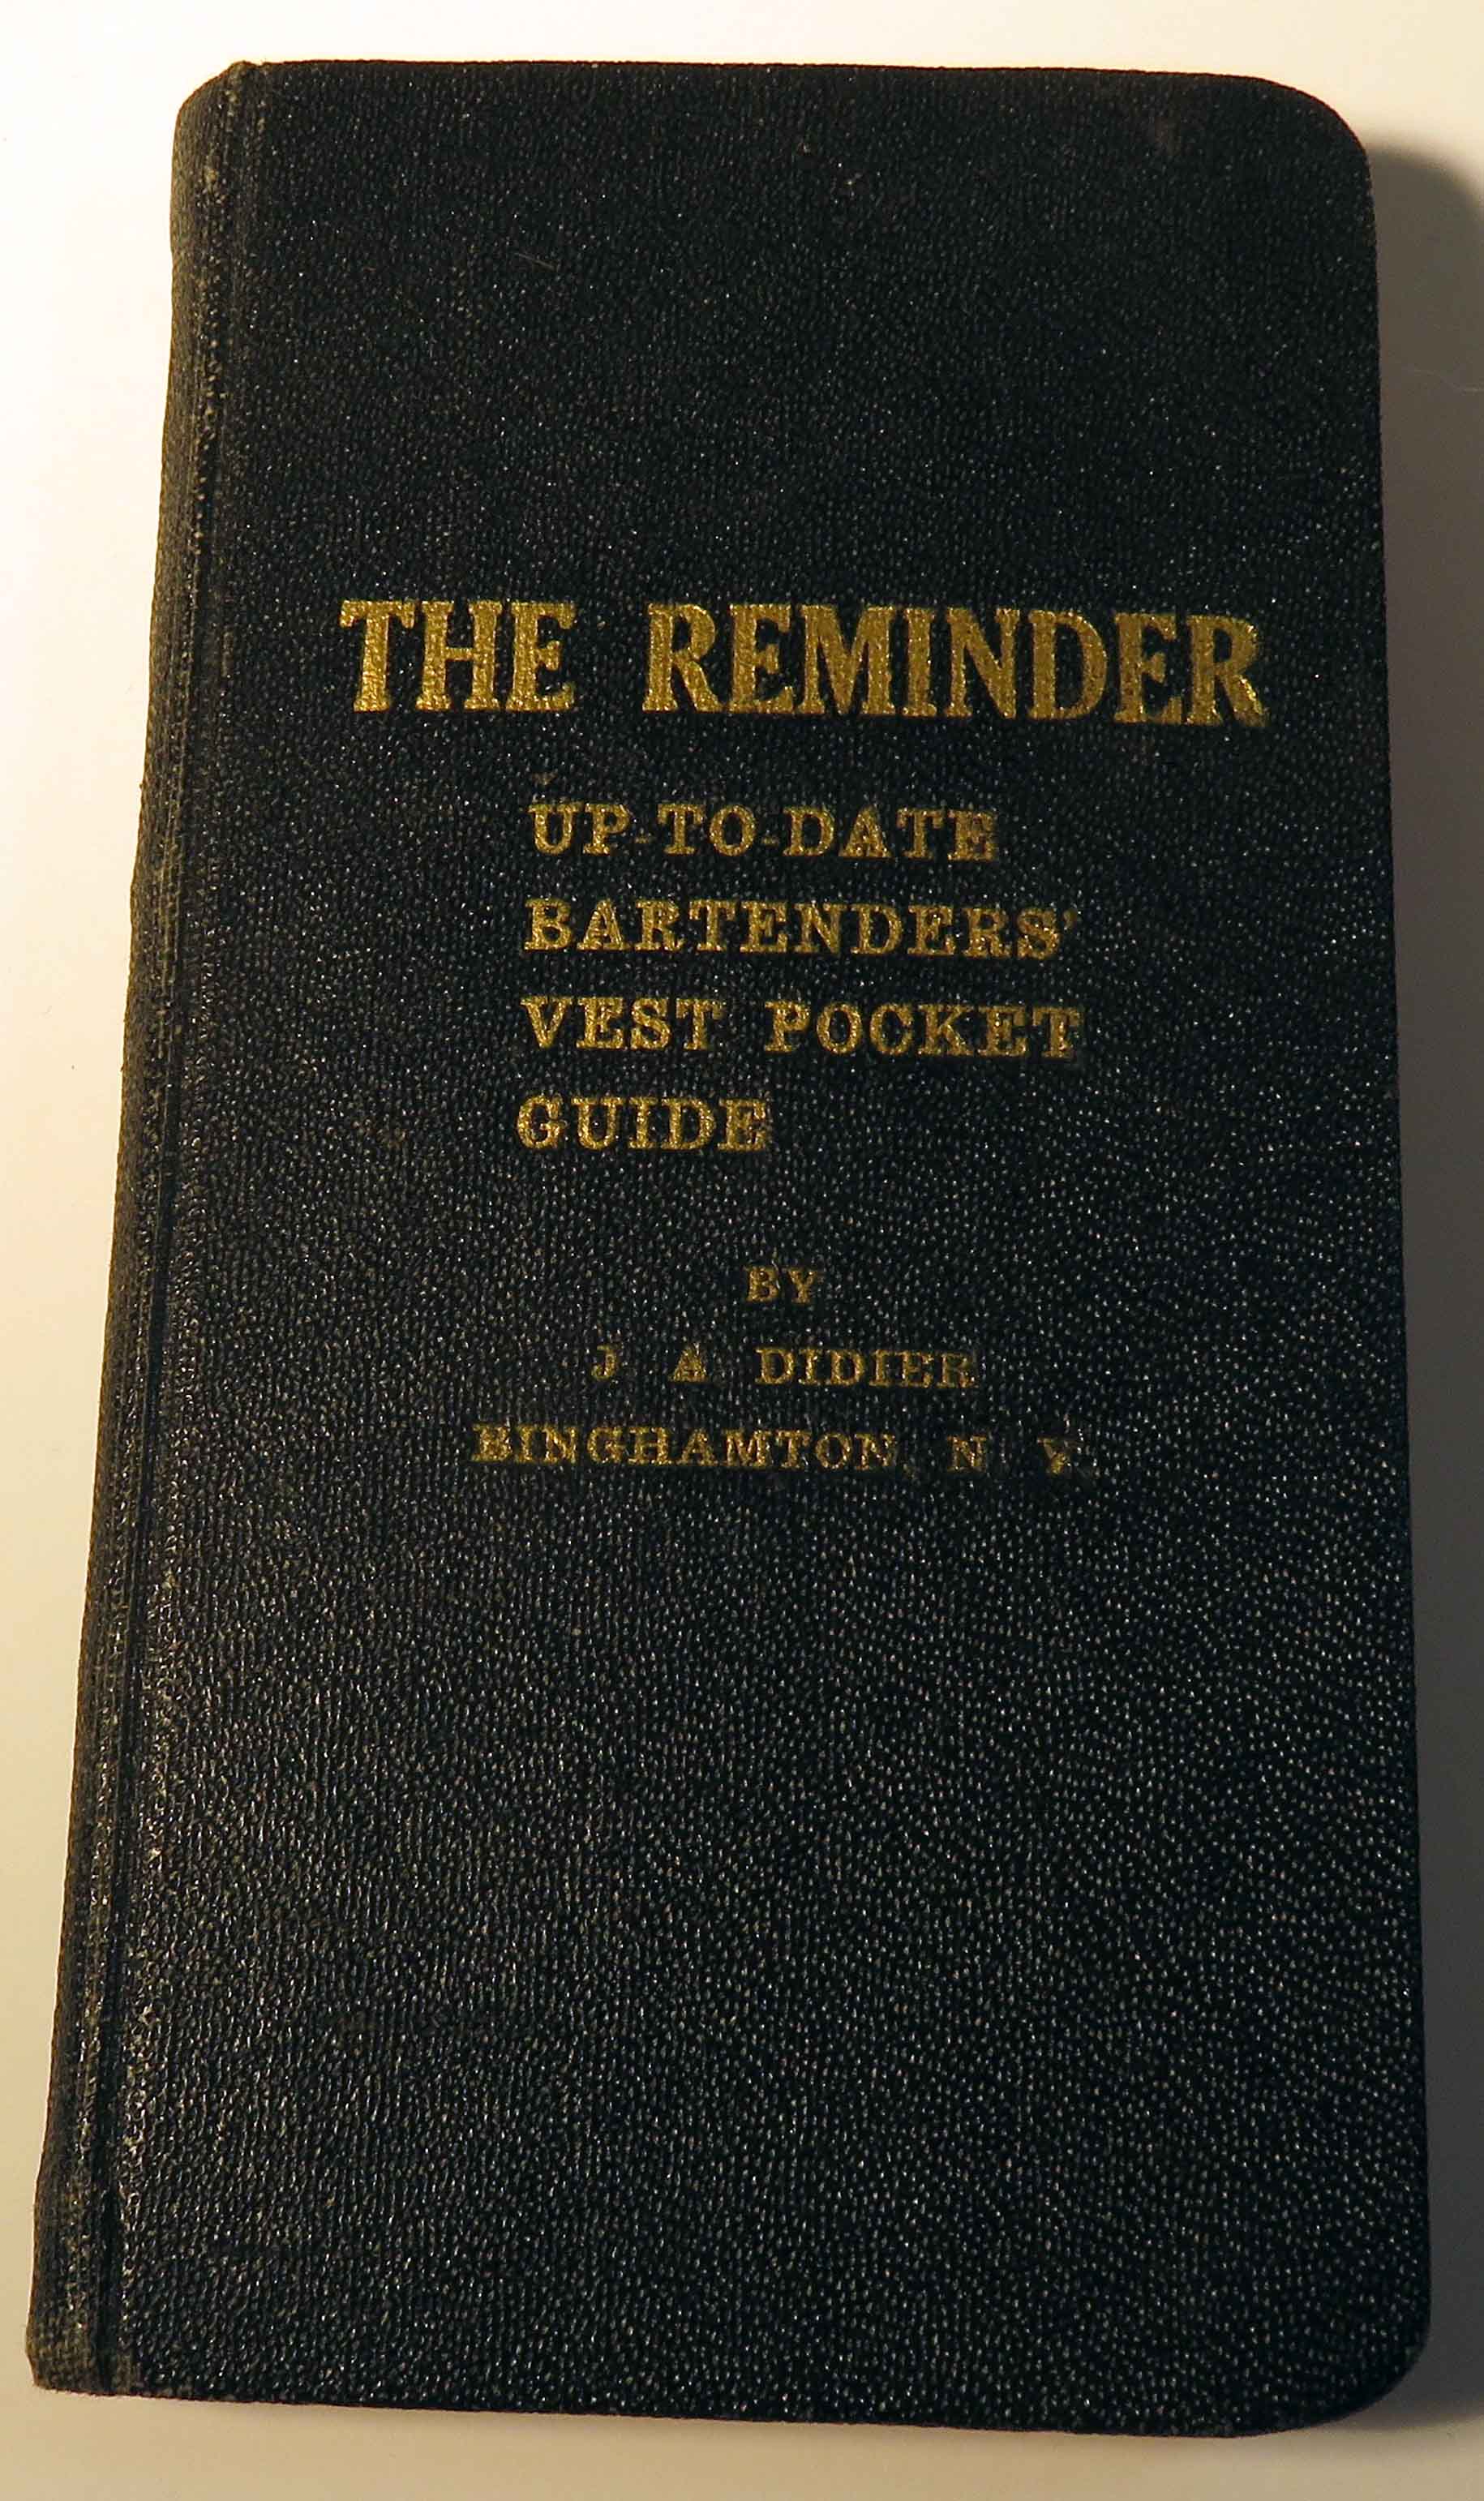 THE REMINDER
UP-TO-DATE
BARTENDERS'
VEST POCKET
GUIDE
BY
J A DIDIER
BINGHAMTON, N Y.